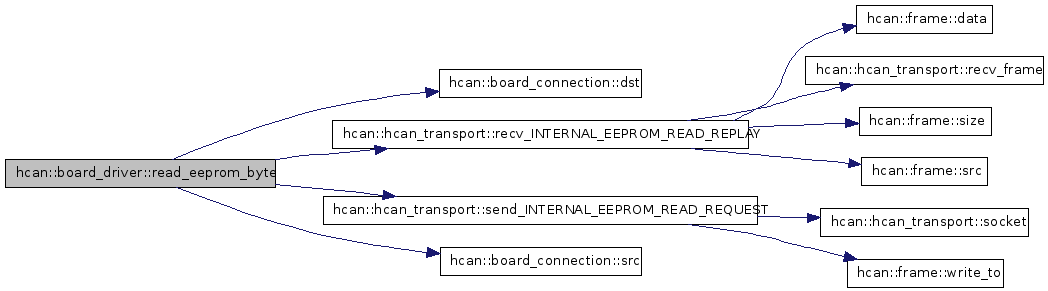 hcan::frame::data
hcan::hcan_transport::recv_frame
hcan::board_connection::dst
hcan::frame::size
hcan::hcan_transport::recv_INTERNAL_EEPROM_READ_REPLAY
hcan::board_driver::read_eeprom_byte
hcan::frame::src
hcan::hcan_transport::send_INTERNAL_EEPROM_READ_REQUEST
hcan::hcan_transport::socket
hcan::board_connection::src
hcan::frame::write_to